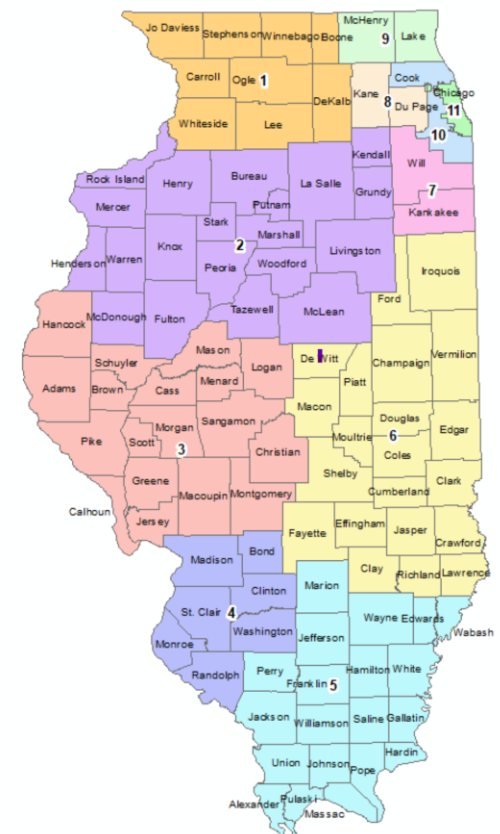 McHenry
Jo Daviess Stephenson Winnebago Boone 9 Lake
Carroll Ogle 1 Cook
Kane Chicago
DeKalb 8 Du Page 11
Whiteside Lee 10
Kendall Will
Rock Island Henry Bureau La Salle 7
Mercer Putnam Grundy Kankakee
Stark Marshall
Henderson Warren Knox 2 Livingston Iroquois
Peoria Woodford
McDonough Fulton Tazewell McLean Ford
Hancock
Mason De Witt Champaign Vermilion
Schuyler Logan
Adams Brown Cass Menard Piatt
Macon
Morgan Sangamon Douglas
Pike Scott 3 Christian Moultrie 6 Edgar
Coles
Greene Shelby
Macoupin Montgomery Cumberland Clark
Calhoun Jersey
Fayette Effingham Jasper Crawford
Madison Bond
Clay Richland Lawrence
Clinton Marion
St. Clair 4 Wayne Edwards
Washington Jefferson Wabash
Monroe
Randolph Perry Hamilton White
Franklin 5
Jackson Williamson Saline Gallatin
Hardin
Union Johnson Pope
Alexander Pulaski
Massac